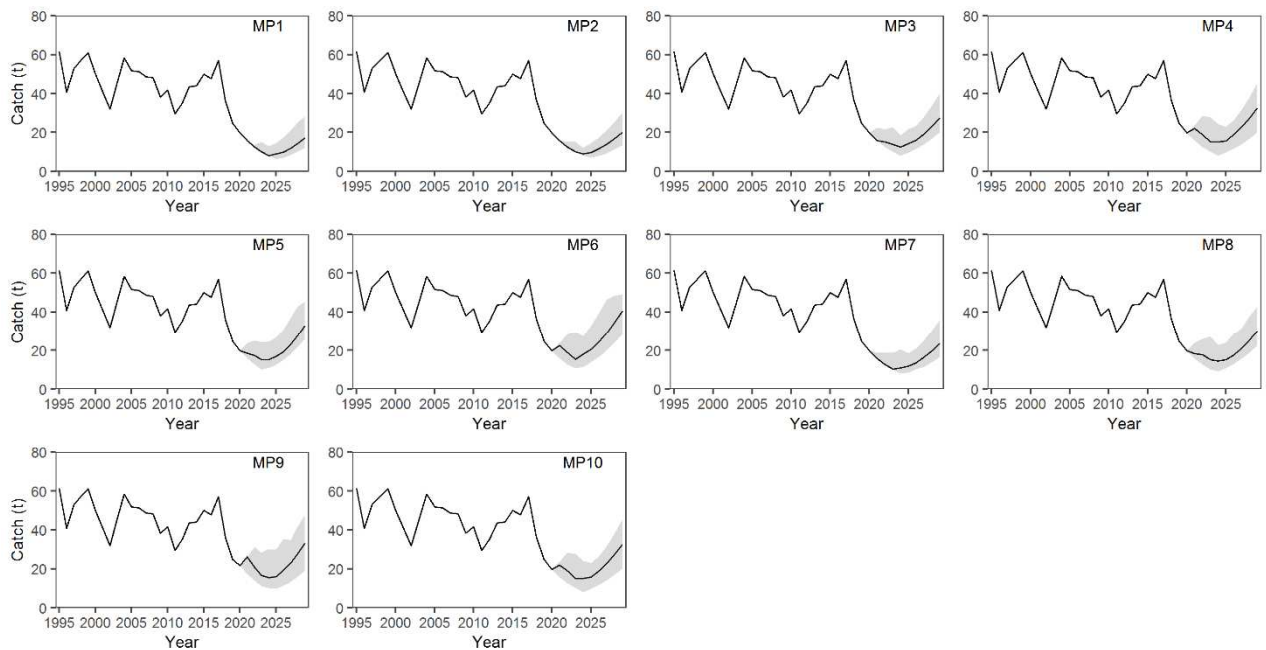 80 MP1 80 MP2 80 MP3 80 MP4
60 60 60 60
Catch (t)
40 40 40 40
20 20 20 20
0 0 0 0
1995 2000 2005 2010 2015 2020 2025 1995 2000 2005 2010 2015 2020 2025 1995 2000 2005 2010 2015 2020 2025 1995 2000 2005 2010 2015 2020 2025
Year Year Year Year
80 MP5 80 MP6 80 MP7 80 MP8
60 60 60 60
Catch (t)
40 40 40 40
20 20 20 20
0 0 0 0
1995 2000 2005 2010 2015 2020 2025 1995 2000 2005 2010 2015 2020 2025 1995 2000 2005 2010 2015 2020 2025 1995 2000 2005 2010 2015 2020 2025
Year Year Year Year
80 MP9 80 MP10
60 60
Catch (t)
40 40
20 20
0 0
1995 2000 2005 2010 2015 2020 2025 1995 2000 2005 2010 2015 2020 2025
Year Year